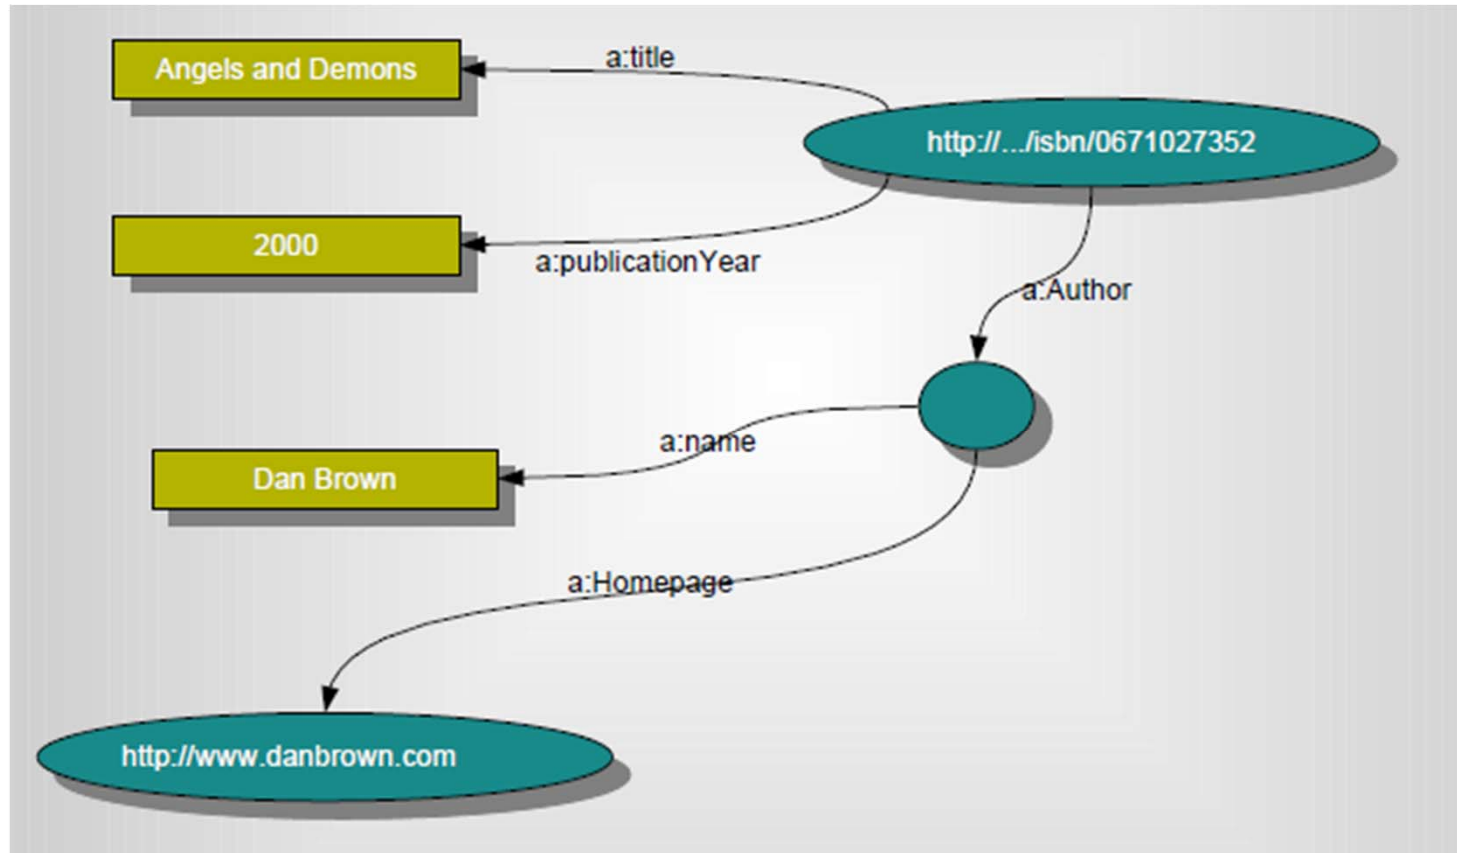 a:title
Angels and Demons
http://.../isbn/0671027352
2000
a:publicationYear
a:Author
a:name
Dan Brown
a:Homepage
http://www.danbrown.com